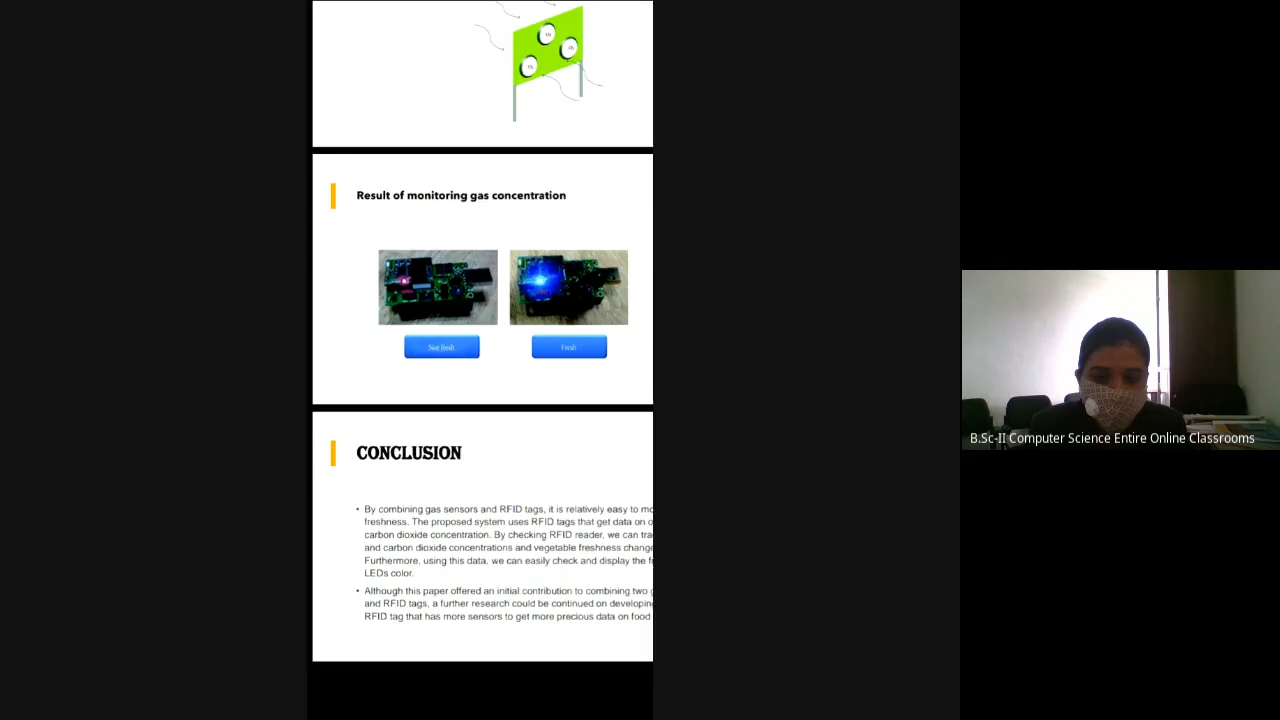 Result of monitoring gas concentration
Not fresh
Fresh
CONCLUSION
• By combining gas sensors and RFID tags, it is relatively easy to
freshness. The proposed system uses RFID tags that get data on
carbon dioxide concentration. By checking RFID reader, we can
and carbon dioxide concentrations and vegetable freshness change
Furthermore, using this data, we can easily check and display the
LEDs color.
• Although this paper offered an initial contribution to combining two
and RFID tags, a further research could be continued on developing
RFID tag that has more sensors to get more precious data on food
B.Sc-II Computer Science Entire Online Classrooms